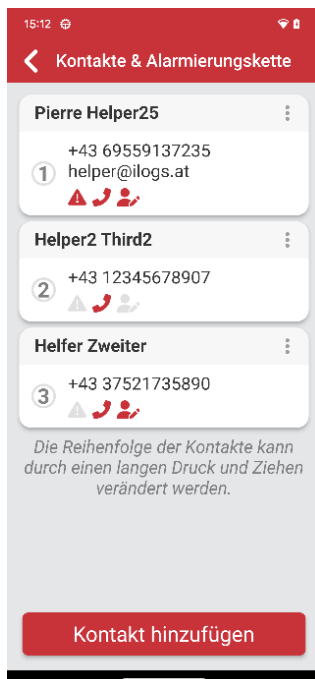 15:12
Kontakte & Alarmierungskette
Pierre Helper25
+43 69559137235
1
helper@ilogs.at
Helper2 Third2
+43 12345678907
2
Helfer Zweiter
+43 37521735890
3
Die Reihenfolge der Kontakte kann
durch einen langen Druck und Ziehen
verändert werden.
Kontakt hinzufügen